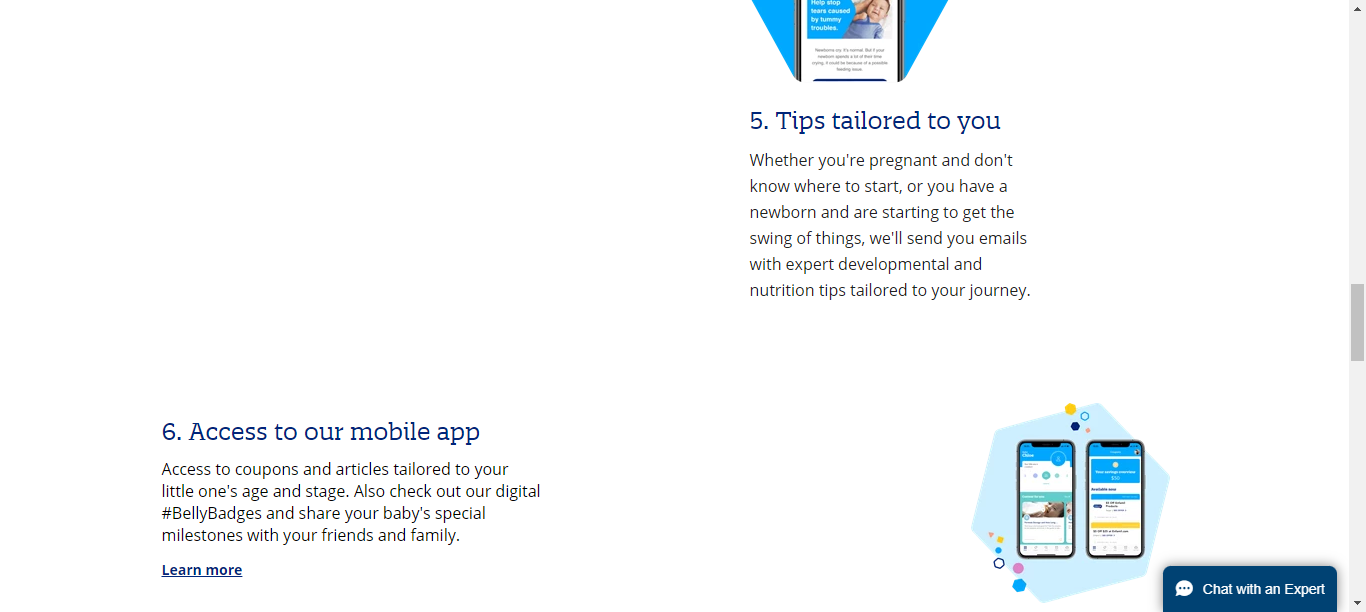 Help stop
tears caused
by tummy
troubles.
Newborns cry. It's normal. But if your
newborn spends a lot of their time
crying, it could be because of a possible
feeding issue.
5. Tips tailored to you
Whether you're pregnant and don't
know where to start, or you have a
newborn and are starting to get the
swing of things, we'll send you emails
with expert developmental and
nutrition tips tailored to your journey.
6. Access to our mobile app
Access to coupons and articles tailored to your
little one's age and stage. Also check out our digital
#BellyBadges and share your baby's special
milestones with your friends and family.
Learn more
Your savings overview
$30
Available now
Chat with an Expert